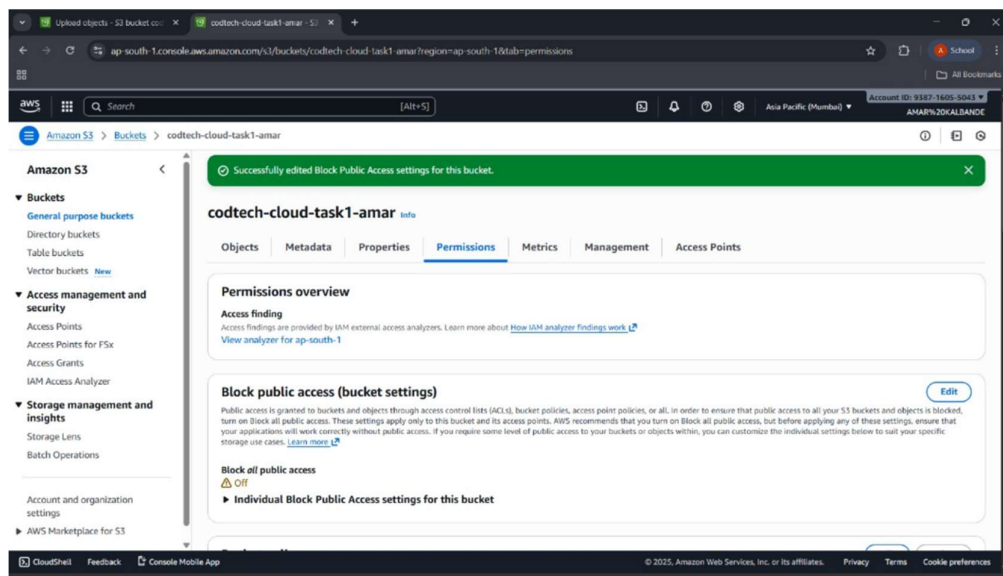 Upload objects - S3 bucket cod
codtech-cloud-task1-amar - S3
ap-south-1.console.aws.amazon.com/s3/buckets/codtech-cloud-task1-amar?region=ap-south-1&tab=permissions
A School
All Bookmarks
aws
Search [Alt+S]
Asia Pacific (Mumbai) ▼
Account ID: 9387-1605-5043 ▼
AMAR%20KALBANDE
Amazon S3 > Buckets > codtech-cloud-task1-amar
Amazon S3
Buckets
General purpose buckets
Directory buckets
Table buckets
Vector buckets New
Access management and
security
Access Points
Access Points for FSx
Access Grants
IAM Access Analyzer
Storage management and
insights
Storage Lens
Batch Operations
Account and organization
settings
AWS Marketplace for S3
Successfully edited Block Public Access settings for this bucket.
codtech-cloud-task1-amar Info
Objects Metadata Properties Permissions Metrics Management Access Points
Permissions overview
Access finding
Access findings are provided by IAM external access analyzers. Learn more about How IAM analyzer findings work
View analyzer for ap-south-1
Block public access (bucket settings)
Edit
Public access is granted to buckets and objects through access control lists (ACLs), bucket policies, access point policies, or all. In order to ensure that public access to all your S3 buckets and objects is blocked,
turn on Block all public access. These settings apply only to this bucket and its access points. AWS recommends that you turn on Block all public access, but before applying any of these settings, ensure that
your applications will work correctly without public access. If you require some level of public access to your buckets or objects within, you can customize the individual settings below to suit your specific
storage use cases. Learn more
Block all public access
Off
Individual Block Public Access settings for this bucket
CloudShell Feedback Console Mobile App
© 2025, Amazon Web Services, Inc. or its affiliates. Privacy Terms Cookie preferences